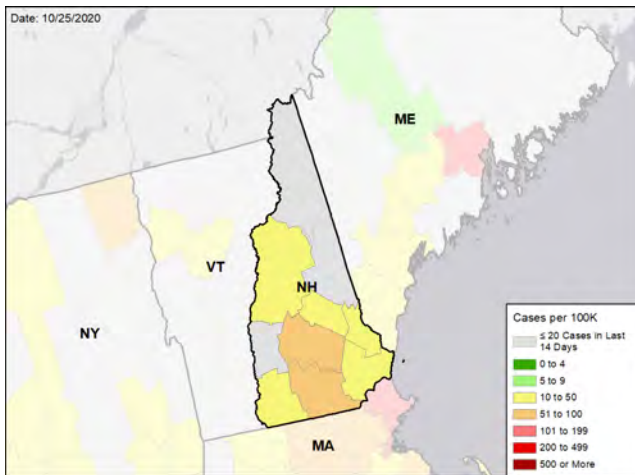 Date: 10/25/2020
ME
VT
NH
NY
MA
Cases per 100K
≤ 20 Cases in Last
14 Days
0 to 4
5 to 9
10 to 50
51 to 100
101 to 199
200 to 499
500 or More